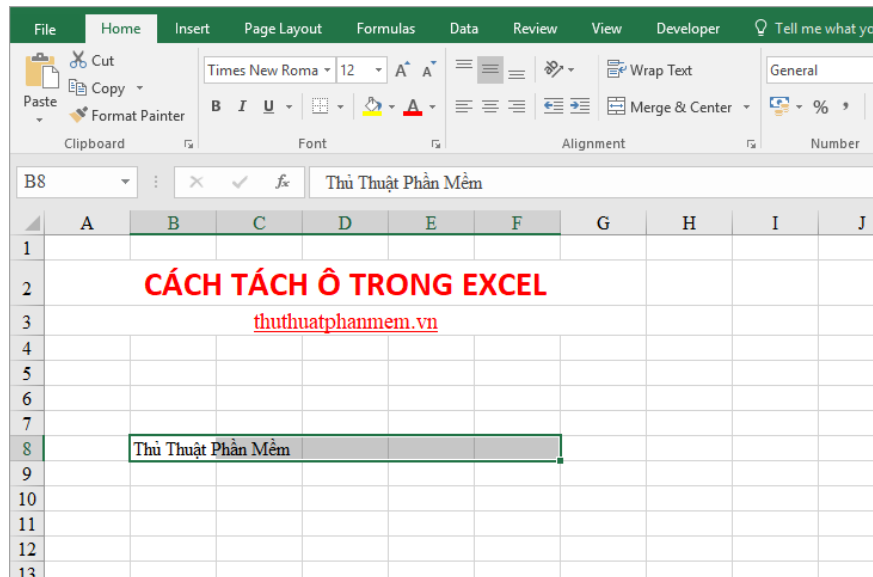 File Home Insert Page Layout Formulas Data Review View Developer Tell me what yo
Cut
Copy
Format Painter
Paste
Clipboard
Times New Roma 12
B I U
Font
Wrap Text
Merge & Center
Alignment
General
%
Number
B8 fx Thủ Thuật Phần Mềm
A B C D E F G H I J
1
2 CÁCH TÁCH Ô TRONG EXCEL
3 thuthuatphanmem.vn
4
5
6
7
8 Thủ Thuật Phần Mềm
9
10
11
12
13